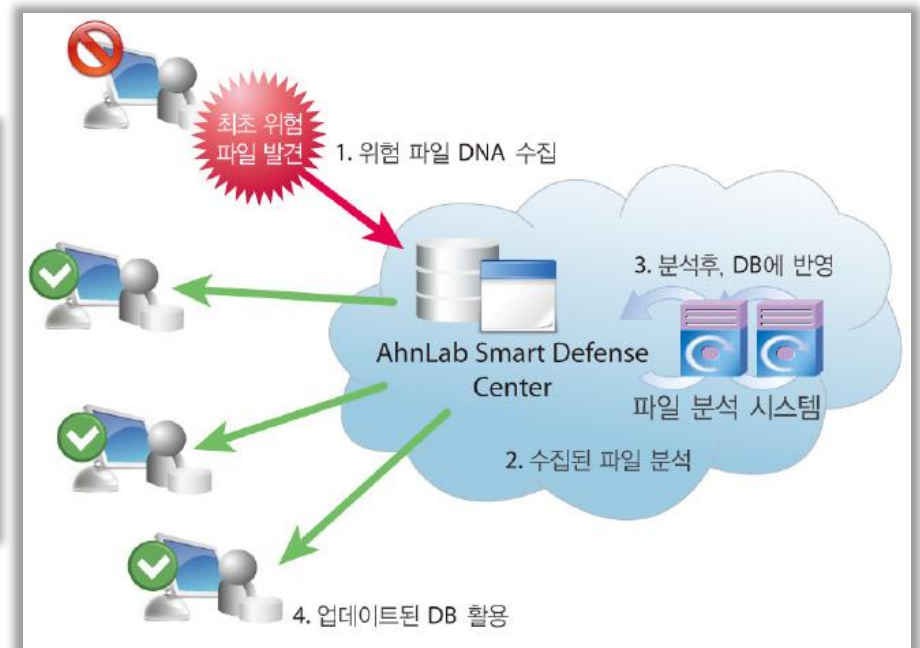 최초 위험
파일 발견
1. 위험 파일 DNA 수집
3. 분석후, DB에 반영
AhnLab Smart Defense
Center
파일 분석 시스템
2. 수집된 파일 분석
4. 업데이트된 DB 활용